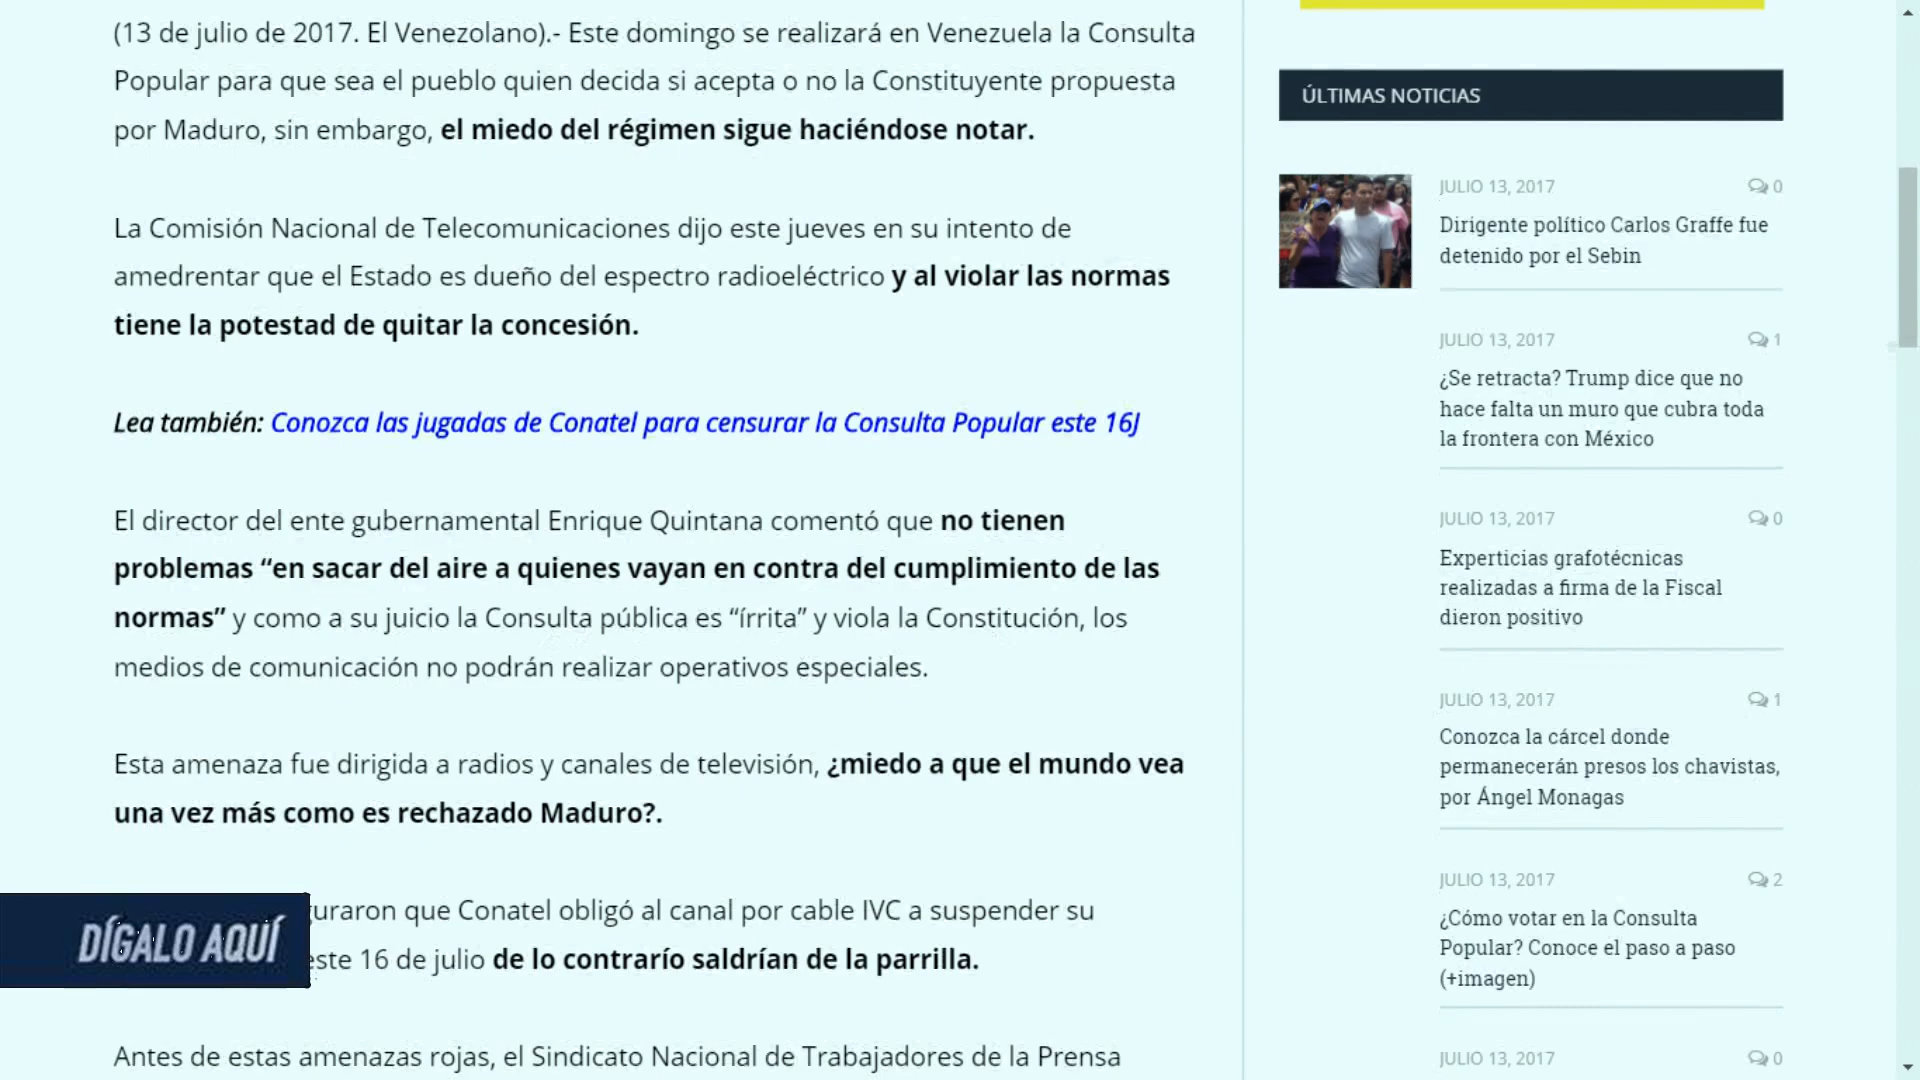 (13 de julio de 2017. El Venezolano).- Este domingo se realizará en Venezuela la Consulta
Popular para que sea el pueblo quien decida si acepta o no la Constituyente propuesta
por Maduro, sin embargo, el miedo del régimen sigue haciéndose notar.
La Comisión Nacional de Telecomunicaciones dijo este jueves en su intento de
amedrentar que el Estado es dueño del espectro radioeléctrico y al violar las normas
tiene la potestad de quitar la concesión.
Lea también: Conozca las jugadas de Conatel para censurar la Consulta Popular este 16J
El director del ente gubernamental Enrique Quintana comentó que no tienen
problemas “en sacar del aire a quienes vayan en contra del cumplimiento de las
normas” y como a su juicio la Consulta pública es “írrita” y viola la Constitución, los
medios de comunicación no podrán realizar operativos especiales.
Esta amenaza fue dirigida a radios y canales de televisión, ¿miedo a que el mundo vea
una vez más como es rechazado Maduro?.
guraron que Conatel obligó al canal por cable IVC a suspender su
este 16 de julio de lo contrarío saldrían de la parrilla.
DÍGALO AQUÍ
Antes de estas amenazas rojas, el Sindicato Nacional de Trabajadores de la Prensa
ÚLTIMAS NOTICIAS
JULIO 13, 2017 0
Dirigente político Carlos Graffe fue
detenido por el Sebin
JULIO 13, 2017 1
¿Se retracta? Trump dice que no
hace falta un muro que cubra toda
la frontera con México
JULIO 13, 2017 0
Experticias grafotécnicas
realizadas a firma de la Fiscal
dieron positivo
JULIO 13, 2017 1
Conozca la cárcel donde
permanecerán presos los chavistas,
por Ángel Monagas
JULIO 13, 2017 2
¿Cómo votar en la Consulta
Popular? Conoce el paso a paso
(+imagen)
JULIO 13, 2017 0